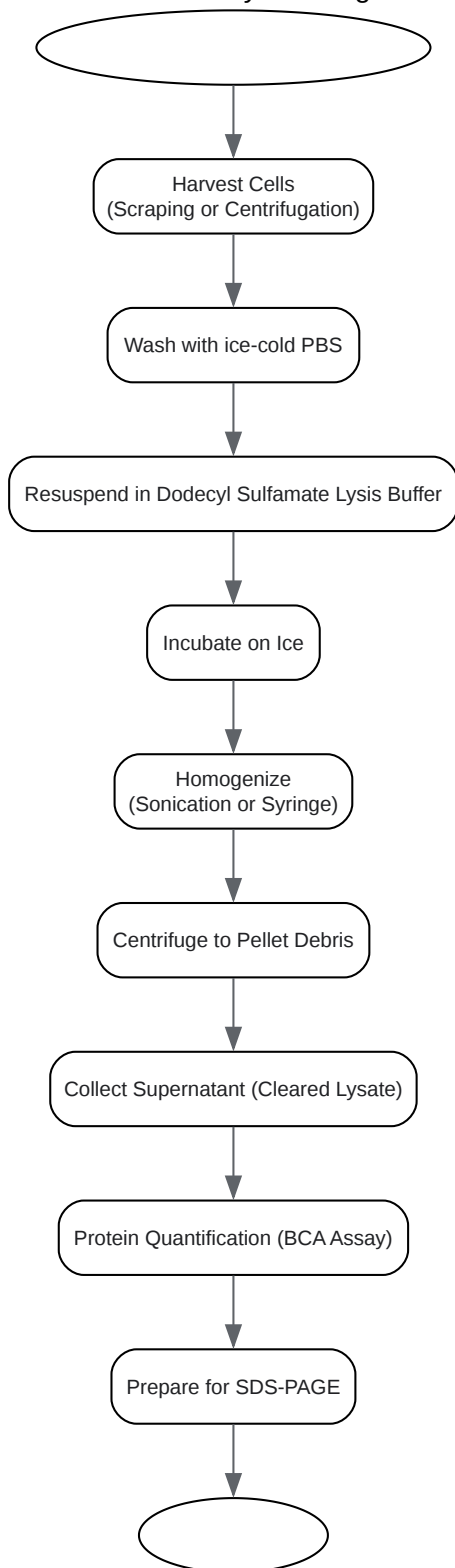 Harvest Cells
(Scraping or Centrifugation)
Wash with ice-cold PBS
Resuspend in Dodecyl Sulfamate Lysis Buffer
Incubate on Ice
Homogenize
(Sonication or Syringe)
Centrifuge to Pellet Debris
Collect Supernatant (Cleared Lysate)
Protein Quantification (BCA Assay)
Prepare for SDS-PAGE